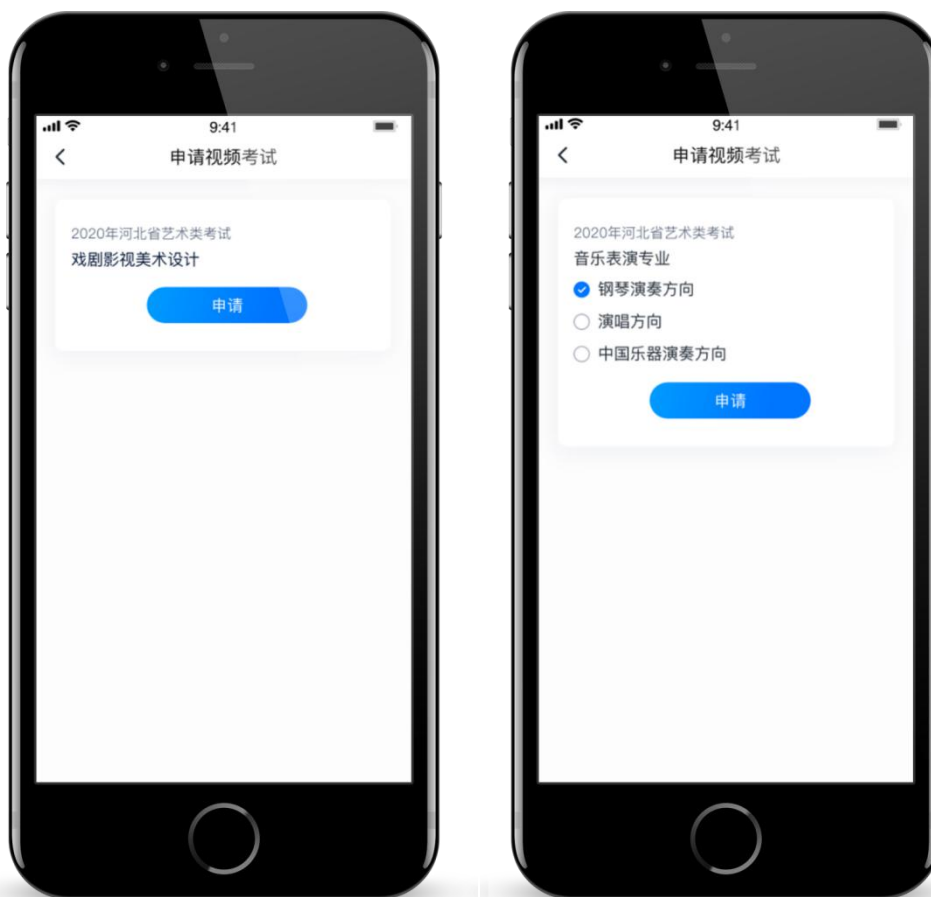 9:41
申请视频考试
2020年河北省艺术类考试
戏剧影视美术设计
申请
9:41
申请视频考试
2020年河北省艺术类考试
音乐表演专业
钢琴演奏方向
演唱方向
中国乐器演奏方向
申请